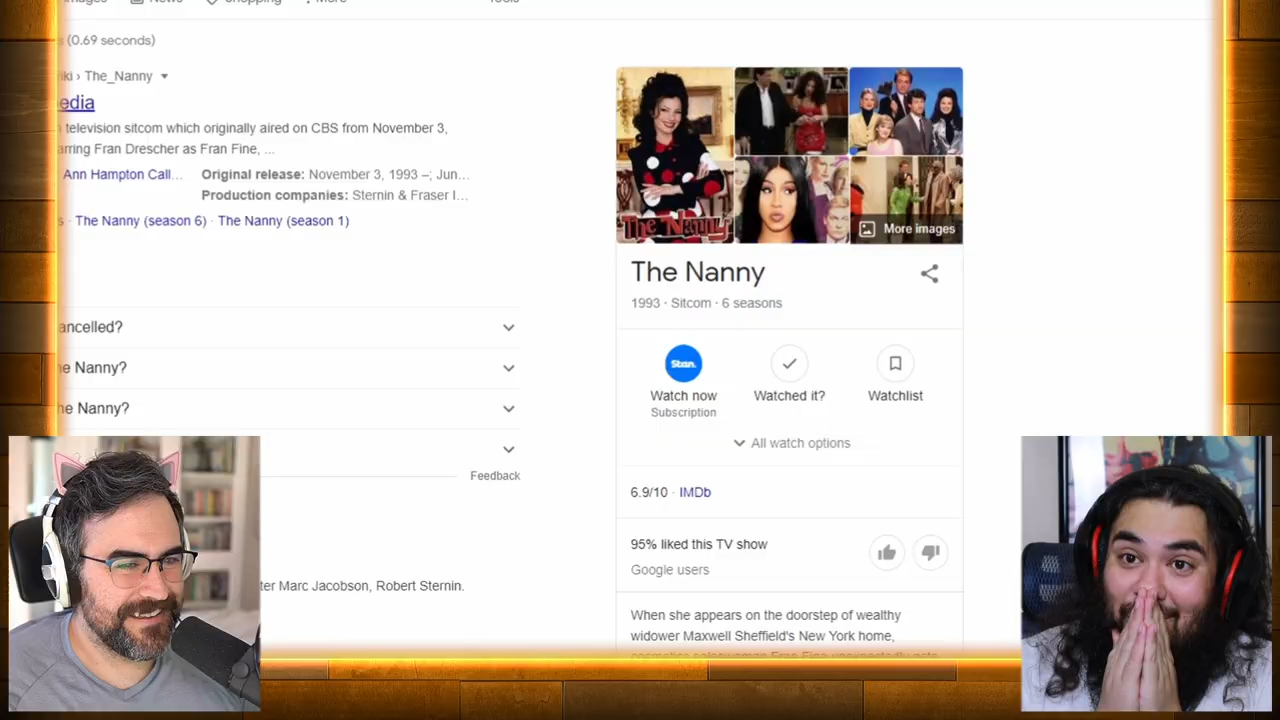 News
More
Tools
(0.69 seconds)
iki › The_Nanny
edia
television sitcom which originally aired on CBS from November 3,
arring Fran Drescher as Fran Fine, ...
Ann Hampton Call… Original release: November 3, 1993 –; Jun…
Production companies: Sternin & Fraser I…
s · The Nanny (season 6) · The Nanny (season 1)
ancelled?
he Nanny?
he Nanny?
Feedback
ter Marc Jacobson, Robert Sternin.
The Nanny
More images
The Nanny
1993 · Sitcom · 6 seasons
Stan.
Watch now
Subscription
Watched it?
Watchlist
All watch options
6.9/10 · IMDb
95% liked this TV show
Google users
When she appears on the doorstep of wealthy
widower Maxwell Sheffield's New York home,